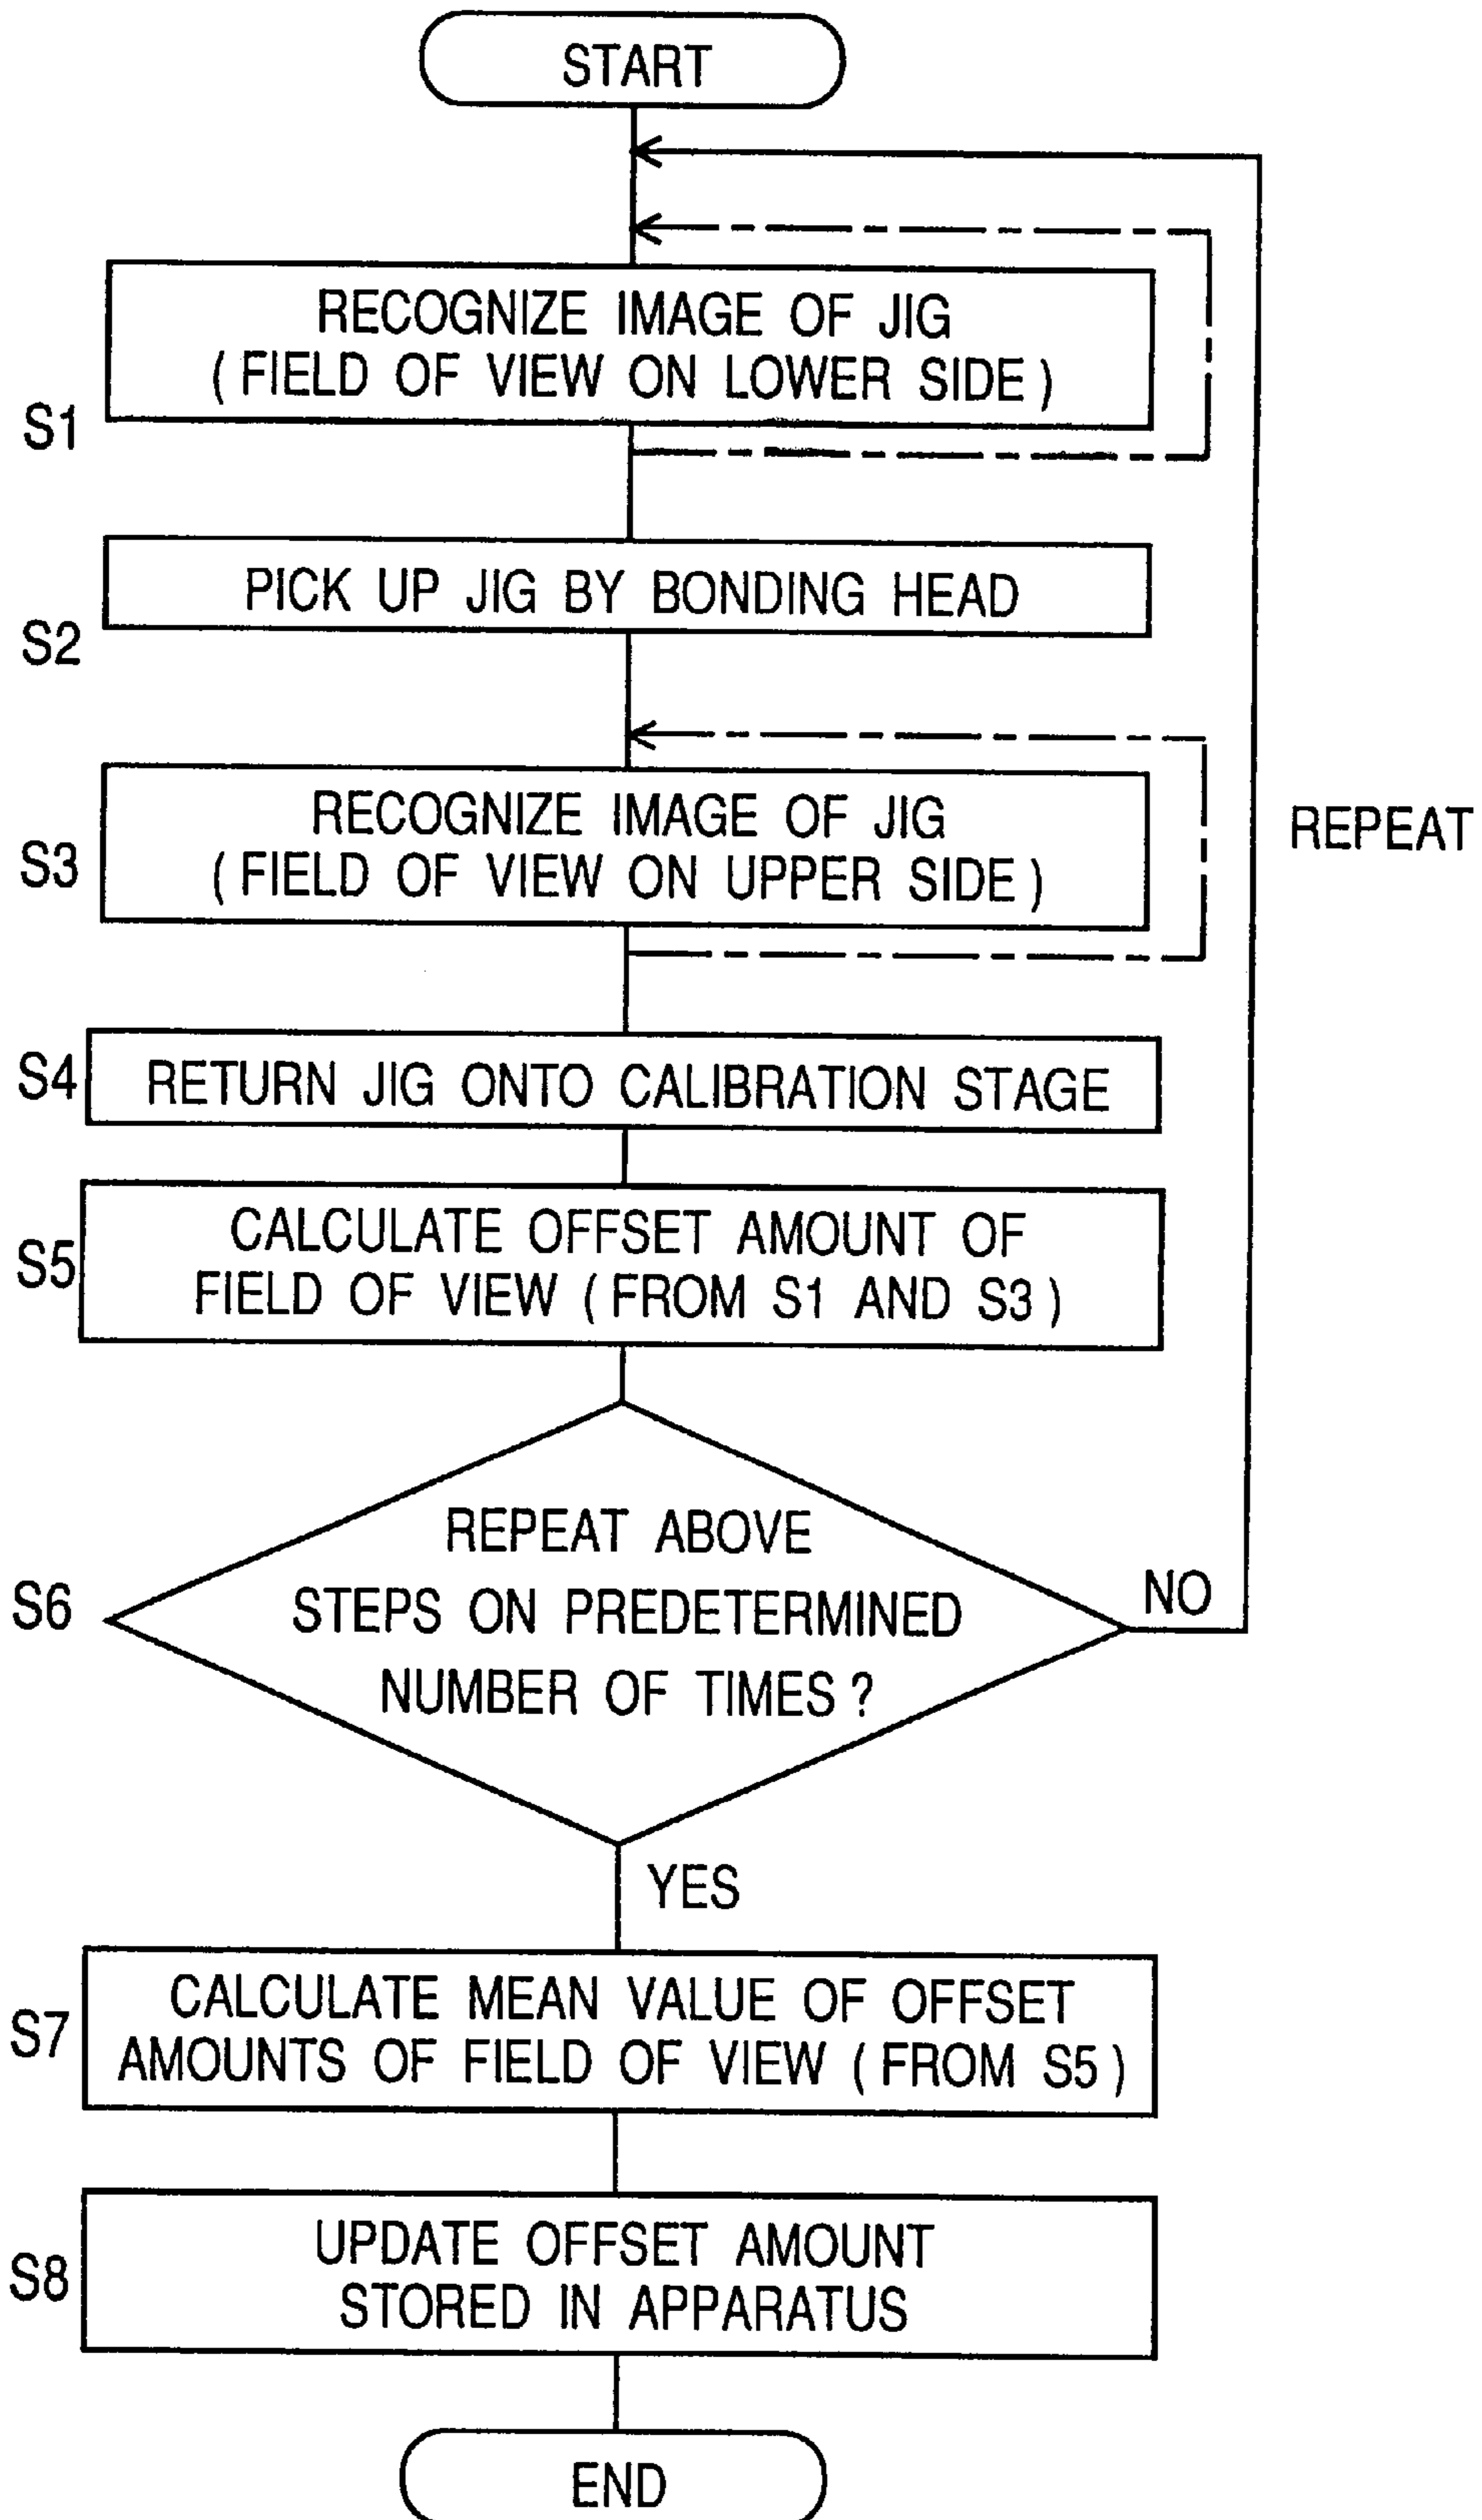 START
RECOGNIZE IMAGE OF JIG
(FIELD OF VIEW ON LOWER SIDE)
S1
PICK UP JIG BY BONDING HEAD
S2
RECOGNIZE IMAGE OF JIG
(FIELD OF VIEW ON UPPER SIDE)
S3
REPEAT
S4
RETURN JIG ONTO CALIBRATION STAGE
S5
CALCULATE OFFSET AMOUNT OF
FIELD OF VIEW (FROM S1 AND S3)
S6
REPEAT ABOVE
STEPS ON PREDETERMINED
NUMBER OF TIMES?
NO
YES
S7
CALCULATE MEAN VALUE OF OFFSET
AMOUNTS OF FIELD OF VIEW (FROM S5)
S8
UPDATE OFFSET AMOUNT
STORED IN APPARATUS
END